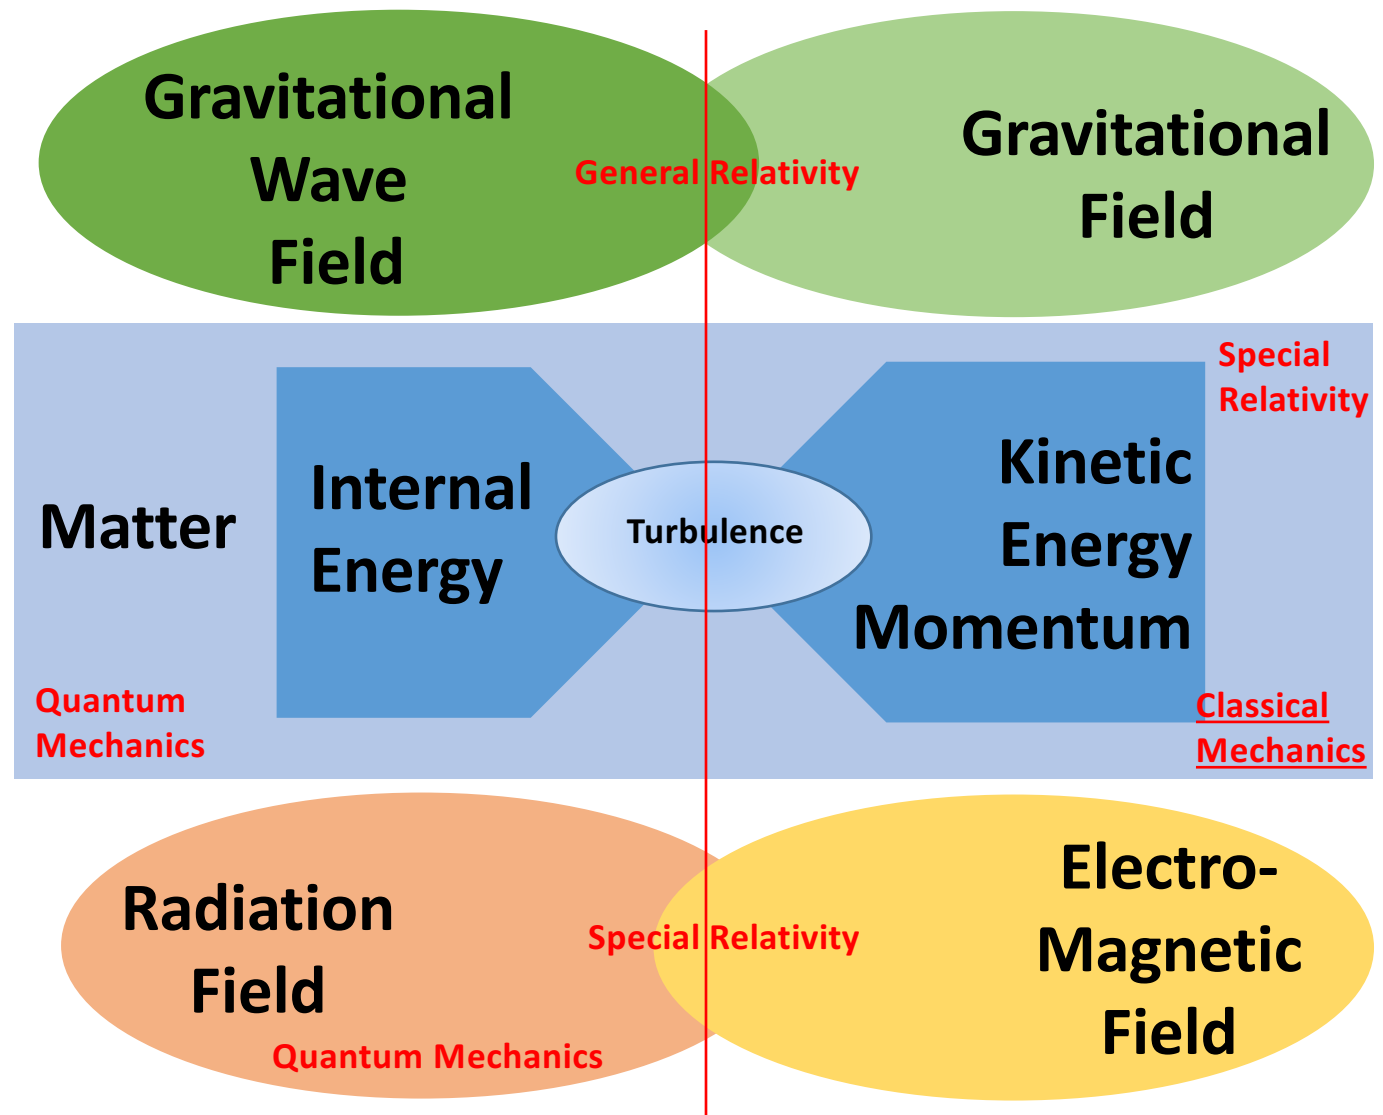 Gravitational
Wave
Field
General Relativity
Gravitational
Field
Special
Relativity
Matter
Internal
Energy
Turbulence
Kinetic
Energy
Momentum
Quantum
Mechanics
Classical
Mechanics
Radiation
Field
Quantum Mechanics
Special Relativity
Electro-
Magnetic
Field